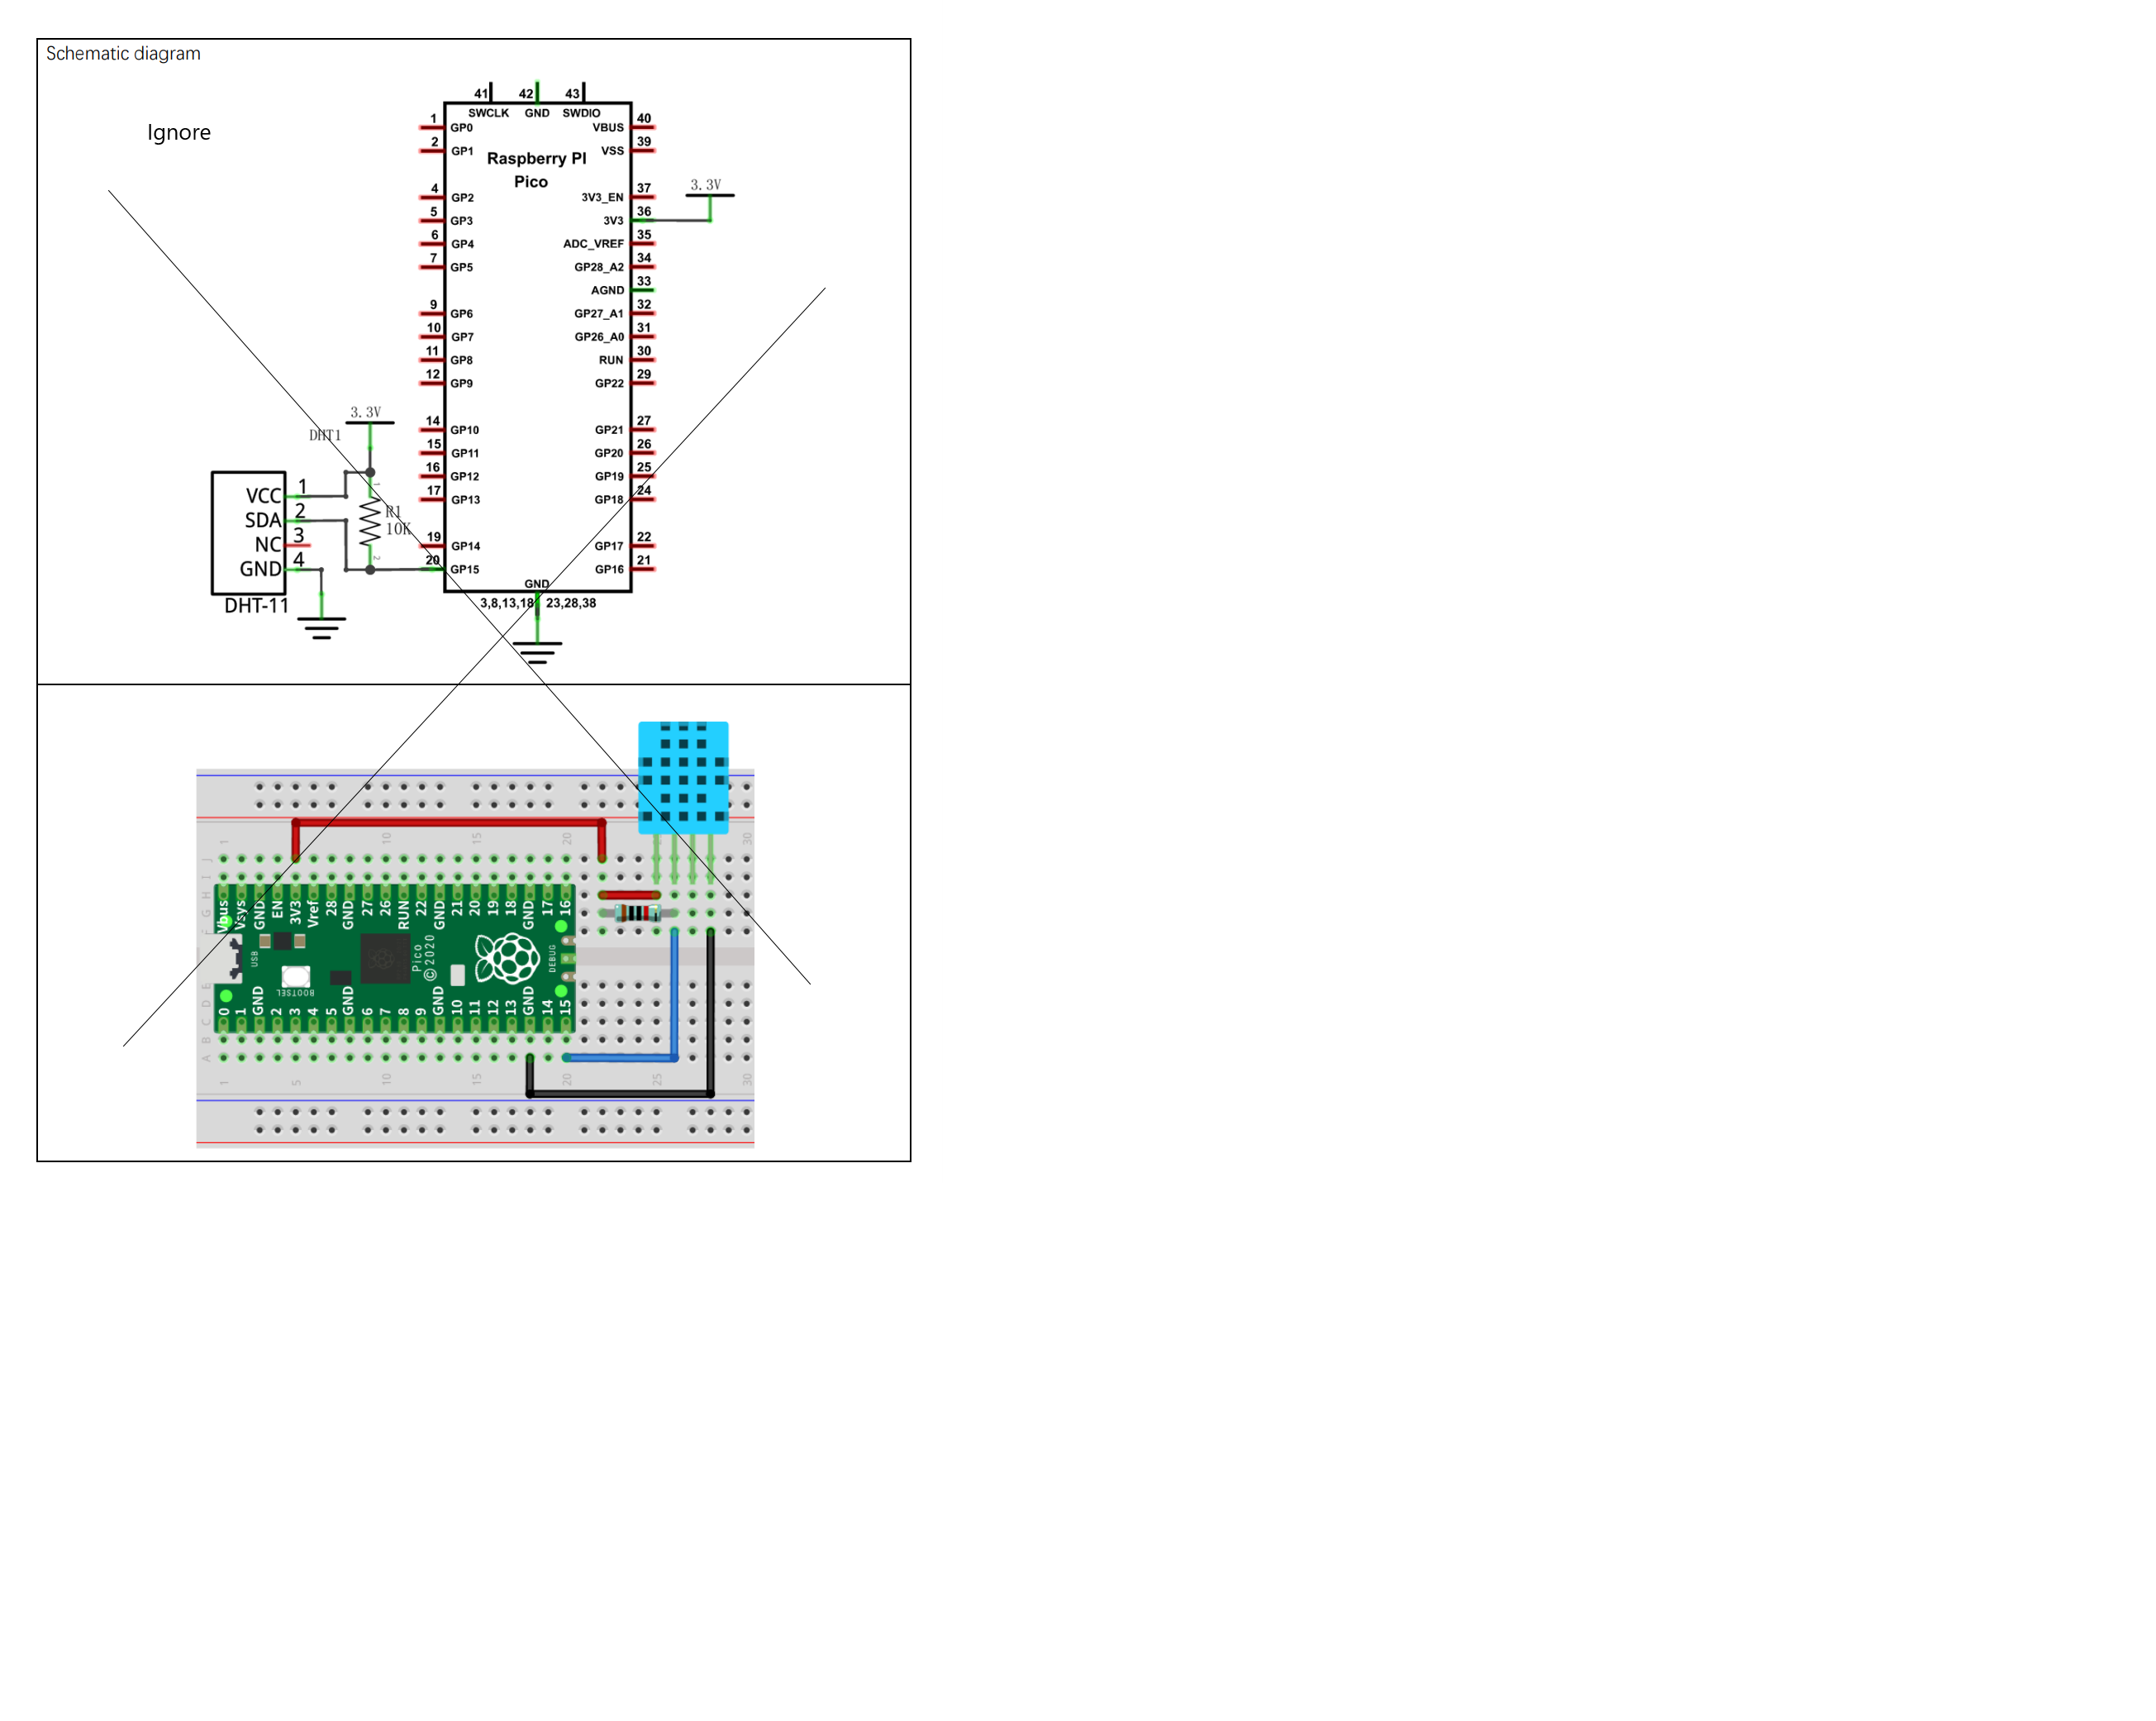 Schematic diagram
Ignore
41 42 43
SWCLK GND SWDIO
Raspberry PI
Pico
1 GP0 VBUS 40
2 GP1 VSS 39
4 GP2 3V3_EN 37
5 GP3 3V3 36
3.3V
6 GP4 ADC_VREF 35
7 GP5 GP28_A2 34
AGND 33
9 GP6 GP27_A1 32
10 GP7 GP26_A0 31
11 GP8 RUN 30
12 GP9 GP22 29
14 GP10 GP21 27
15 GP11 GP20 26
16 GP12 GP19 25
17 GP13 GP18 24
19 GP14 GP17 22
20 GP15 GP16 21
GND
3,8,13,18 23,28,38
3.3V
DHT1
VCC 1
SDA 2
NC 3
GND 4
DHT-11
1
R1
10K
2
1 10 15 20 30
J
I
H
G
F
Vbus Vsys GND EN 3V3 Vref 28 GND 27 26 RUN 22 GND 21 20 19 18 GND 17 16
USB
BOOTSEL
Pico
©2020
DEBUG
0 1 GND 2 3 4 5 GND 6 7 8 9 GND 10 11 12 13 GND 14 15
E
D
C
B
A
1 5 10 15 20 25 30